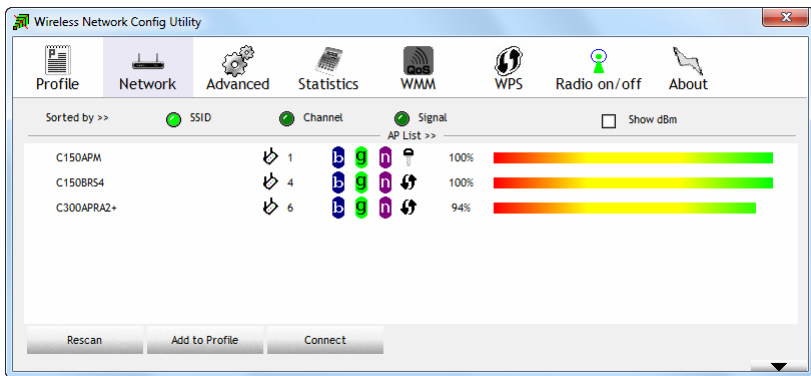 Wireless Network Config Utility
Profile Network Advanced Statistics QoS WMM WPS Radio on/off About
Sorted by >> SSID Channel Signal Show dBm
AP List >>
C150APM 1 b g n 100%
C150BRS4 4 b g n 100%
C300APRA2+ 6 b g n 94%
Rescan Add to Profile Connect